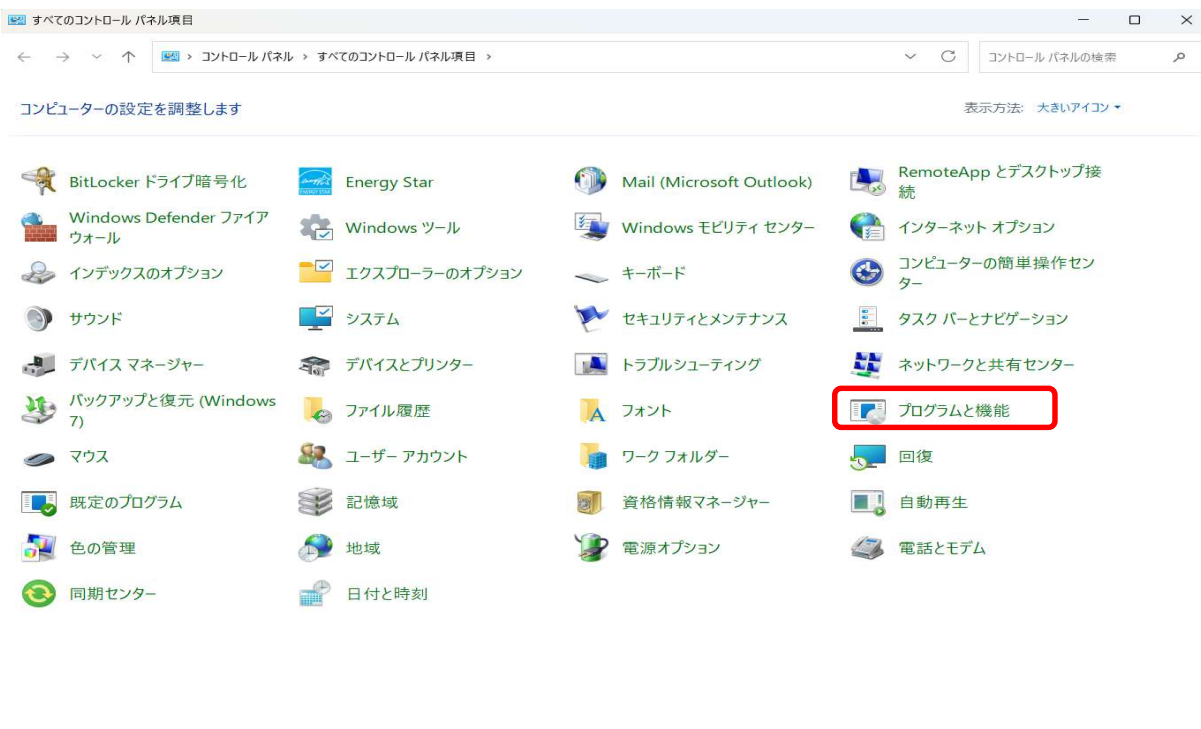 すべてのコントロール パネル項目
コントロール パネル › すべてのコントロール パネル項目 ›
コントロール パネルの検索
コンピューターの設定を調整します
表示方法: 大きいアイコン
BitLocker ドライブ暗号化
Energy Star
Mail (Microsoft Outlook)
RemoteApp とデスクトップ接
続
Windows Defender ファイア
ウォール
Windows ツール
Windows モビリティ センター
インターネット オプション
インデックスのオプション
エクスプローラーのオプション
キーボード
コンピューターの簡単操作セン
ター
サウンド
システム
セキュリティとメンテナンス
タスク バーとナビゲーション
デバイス マネージャー
デバイスとプリンター
トラブルシューティング
ネットワークと共有センター
バックアップと復元 (Windows
7)
ファイル履歴
フォント
プログラムと機能
マウス
ユーザー アカウント
ワーク フォルダー
回復
既定のプログラム
記憶域
資格情報マネージャー
自動再生
色の管理
地域
電源オプション
電話とモデム
同期センター
日付と時刻